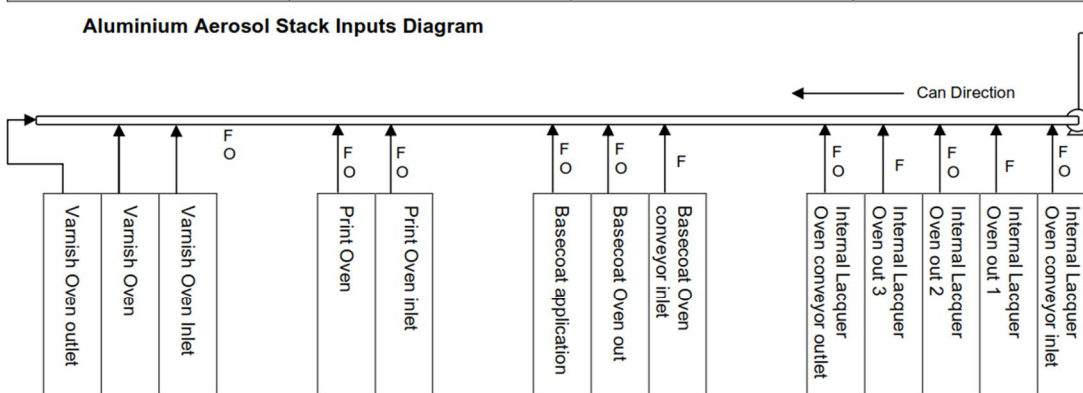 Aluminium Aerosol Stack Inputs Diagram
Can Direction
F
O
F
O
F
O
F
O
F
O
F
F
O
F
F
O
F
F
O
Varnish Oven outlet
Varnish Oven
Varnish Oven Inlet
Print Oven
Print Oven inlet
Basecoat application
Basecoat Oven out
Basecoat Oven
conveyor inlet
Internal Lacquer
Oven conveyor outlet
Internal Lacquer
Oven out 3
Internal Lacquer
Oven out 2
Internal Lacquer
Oven out 1
Internal Lacquer
Oven conveyor inlet